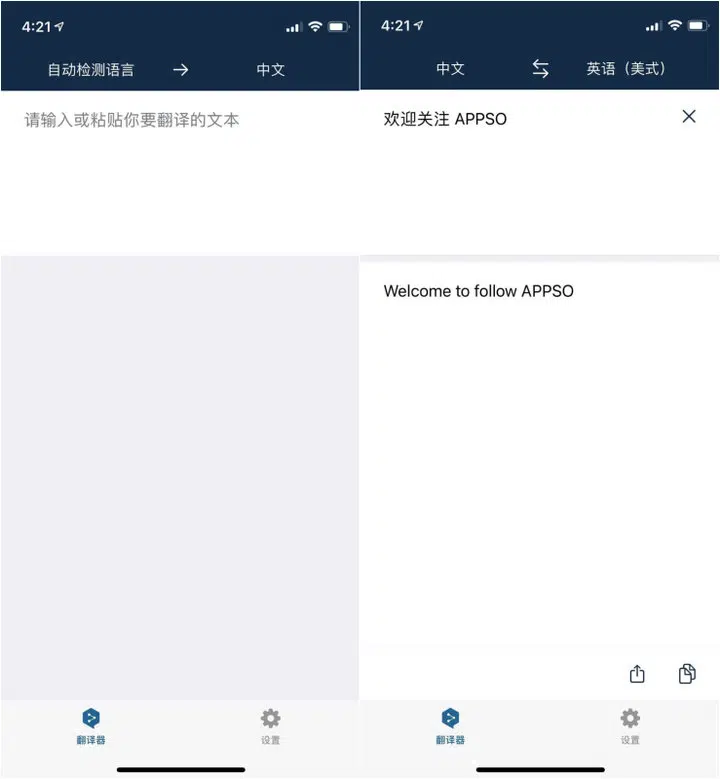 4:21
自动检测语言
中文
请输入或粘贴你要翻译的文本
翻译器
设置
4:21
中文
英语（美式）
欢迎关注 APPSO
Welcome to follow APPSO
翻译器
设置